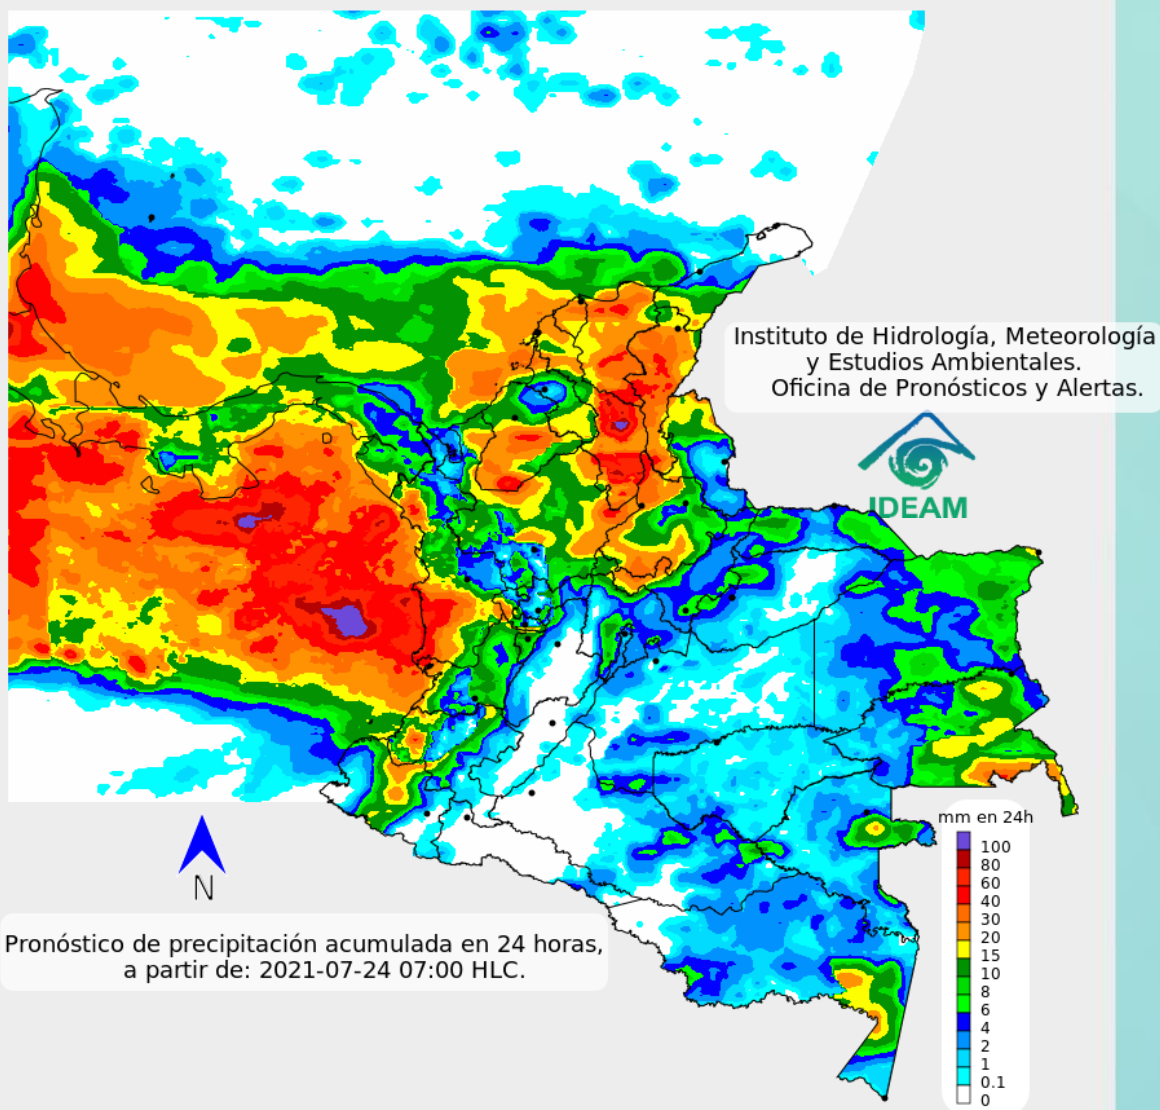 Instituto de Hidrología, Meteorología
y Estudios Ambientales.
Oficina de Pronósticos y Alertas.
IDEAM
mm en 24h
100
80
60
40
30
20
15
10
8
6
4
2
1
0.1
0
N
Pronóstico de precipitación acumulada en 24 horas,
a partir de: 2021-07-24 07:00 HLC.